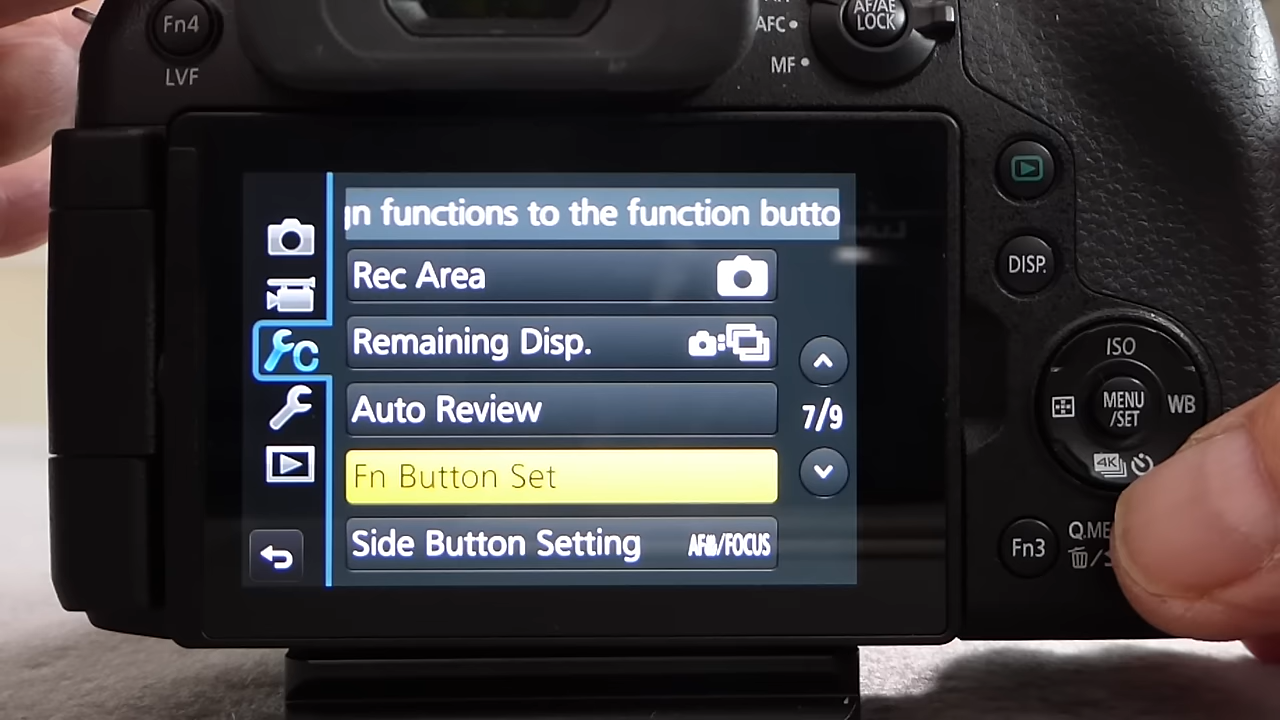 Fn4
LVF
AFC
MF
AF/AE
LOCK
gn functions to the function butto
Rec Area
Remaining Disp.
Auto Review
Fn Button Set
Side Button Setting AF/FOCUS
7/9
C
DISP.
ISO
MENU
/SET
WB
4K
Fn3
Q.ME